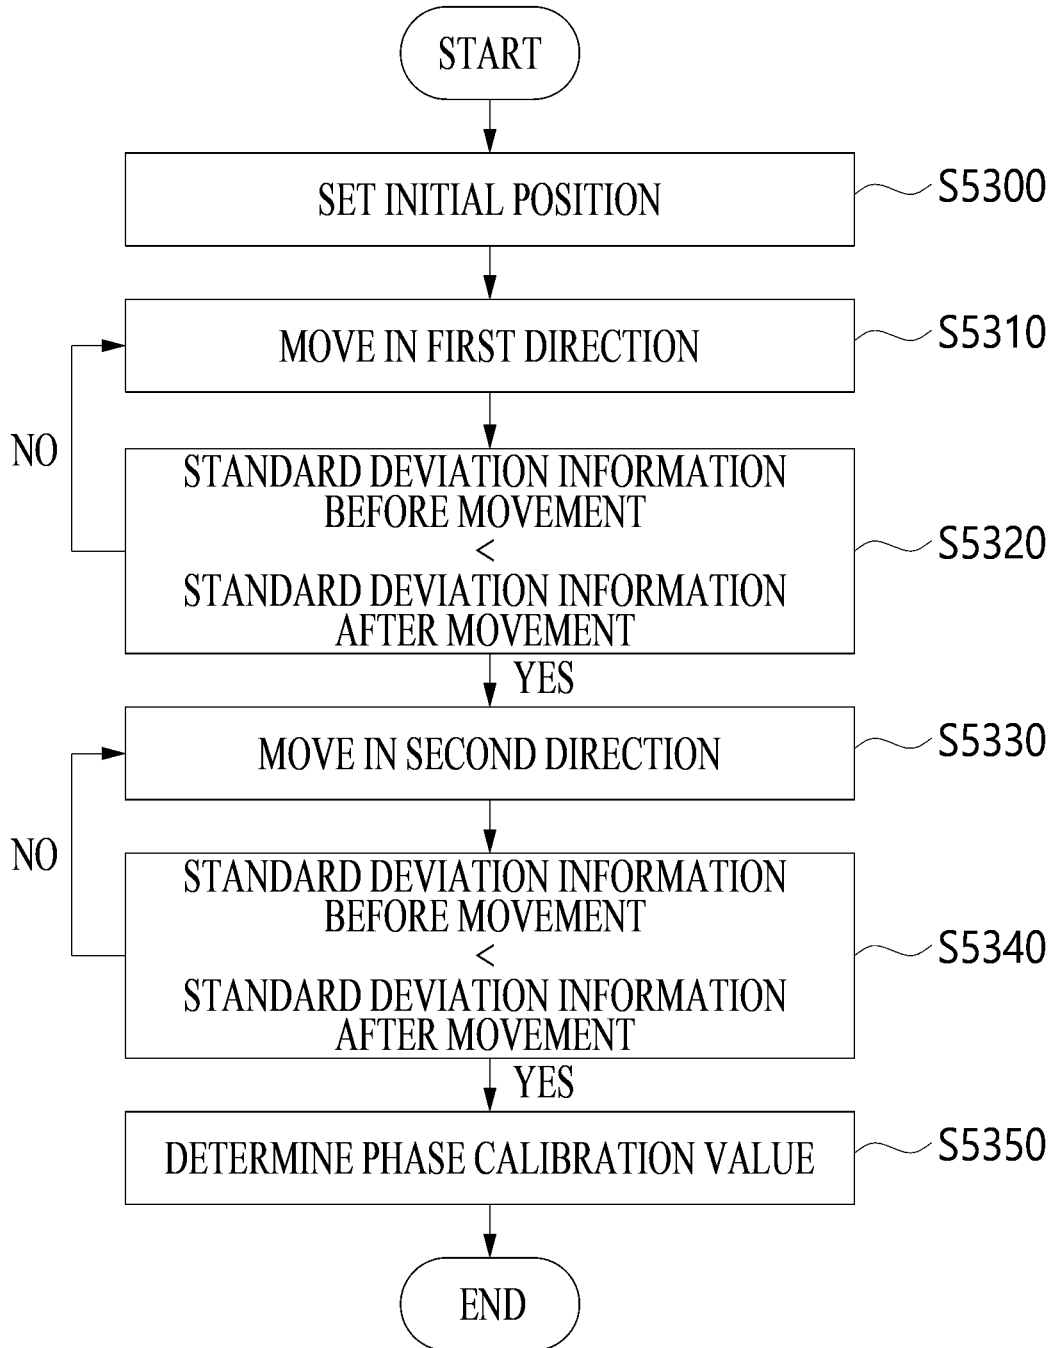 START
SET INITIAL POSITION
S5300
MOVE IN FIRST DIRECTION
S5310
NO
STANDARD DEVIATION INFORMATION
BEFORE MOVEMENT
<
STANDARD DEVIATION INFORMATION
AFTER MOVEMENT
S5320
YES
MOVE IN SECOND DIRECTION
S5330
NO
STANDARD DEVIATION INFORMATION
BEFORE MOVEMENT
<
STANDARD DEVIATION INFORMATION
AFTER MOVEMENT
S5340
YES
DETERMINE PHASE CALIBRATION VALUE
S5350
END